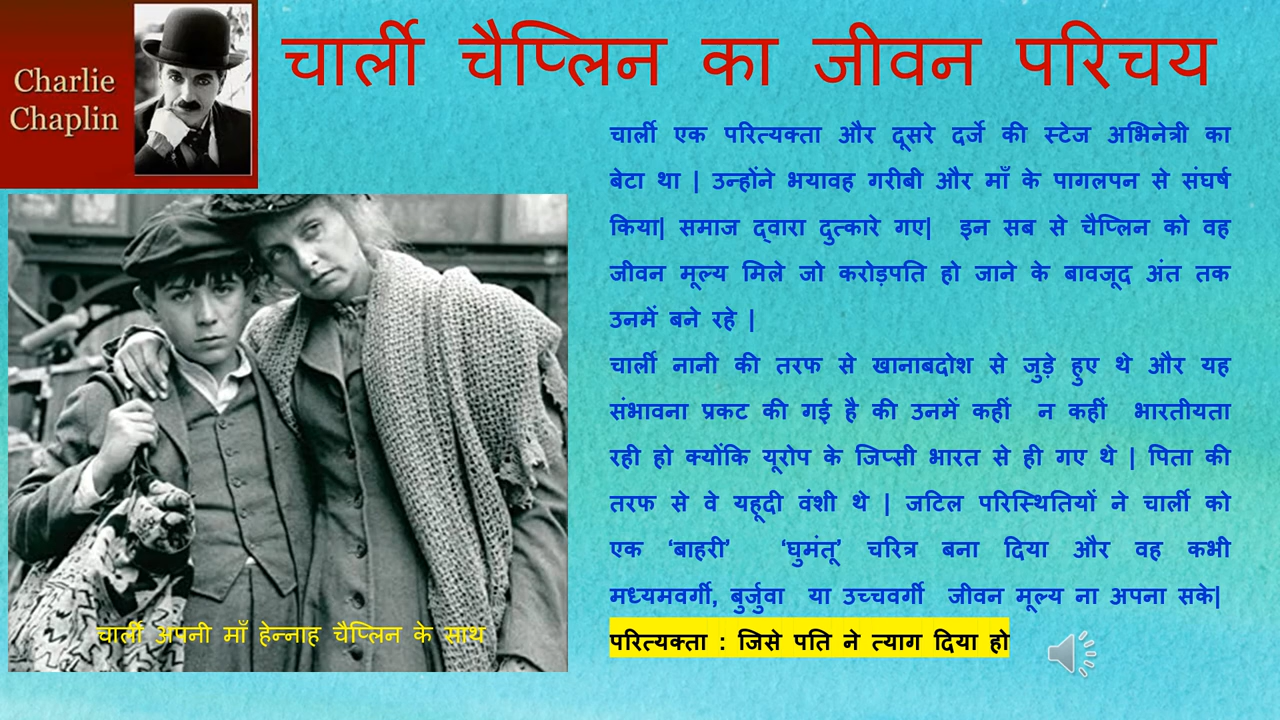 Charlie
Chaplin
चार्ली चैप्लिन का जीवन परिचय
चार्ली एक परित्यक्ता और दूसरे दर्जे की स्टेज अभिनेत्री का
बेटा था | उन्होंने भयावह गरीबी और माँ के पागलपन से संघर्ष
किया| समाज द्वारा दुत्कारे गए| इन सब से चैप्लिन को वह
जीवन मूल्य मिले जो करोड़पति हो जाने के बावजूद अंत तक
उनमें बने रहे |
चार्ली नानी की तरफ से खानाबदोश से जुड़े हुए थे और यह
संभावना प्रकट की गई है की उनमें कहीं न कहीं भारतीयता
रही हो क्योंकि यूरोप के जिप्सी भारत से ही गए थे | पिता की
तरफ से वे यहूदी वंशी थे | जटिल परिस्थितियों ने चार्ली को
एक ‘बाहरी’ ‘घुमंतू’ चरित्र बना दिया और वह कभी
मध्यमवर्गी, बुर्जुवा या उच्चवर्गी जीवन मूल्य ना अपना सके|
परित्यक्ता : जिसे पति ने त्याग दिया हो
चार्ली अपनी माँ हेन्नाह चैप्लिन के साथ